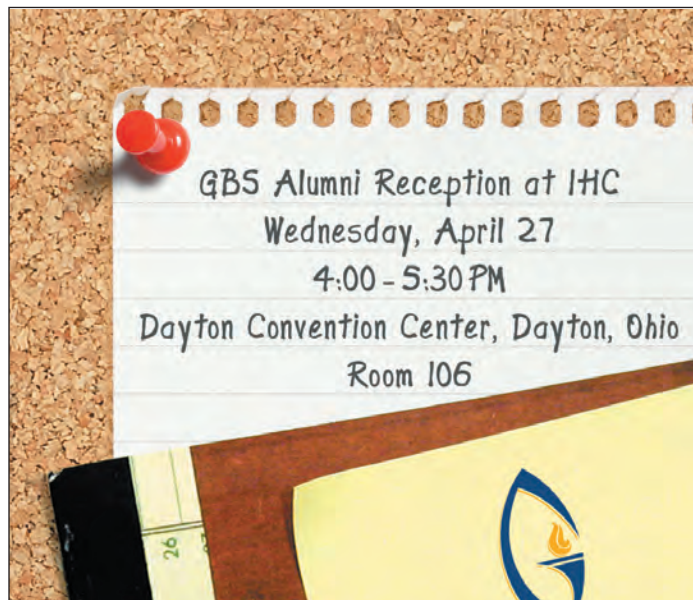 GBS Alumni Reception at IHC
Wednesday, April 27
4:00 - 5:30 PM
Dayton Convention Center, Dayton, Ohio
Room 106
26